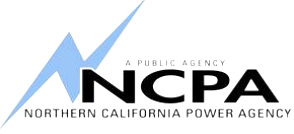 A PUBLIC AGENCY
NCPA
NORTHERN CALIFORNIA POWER AGENCY